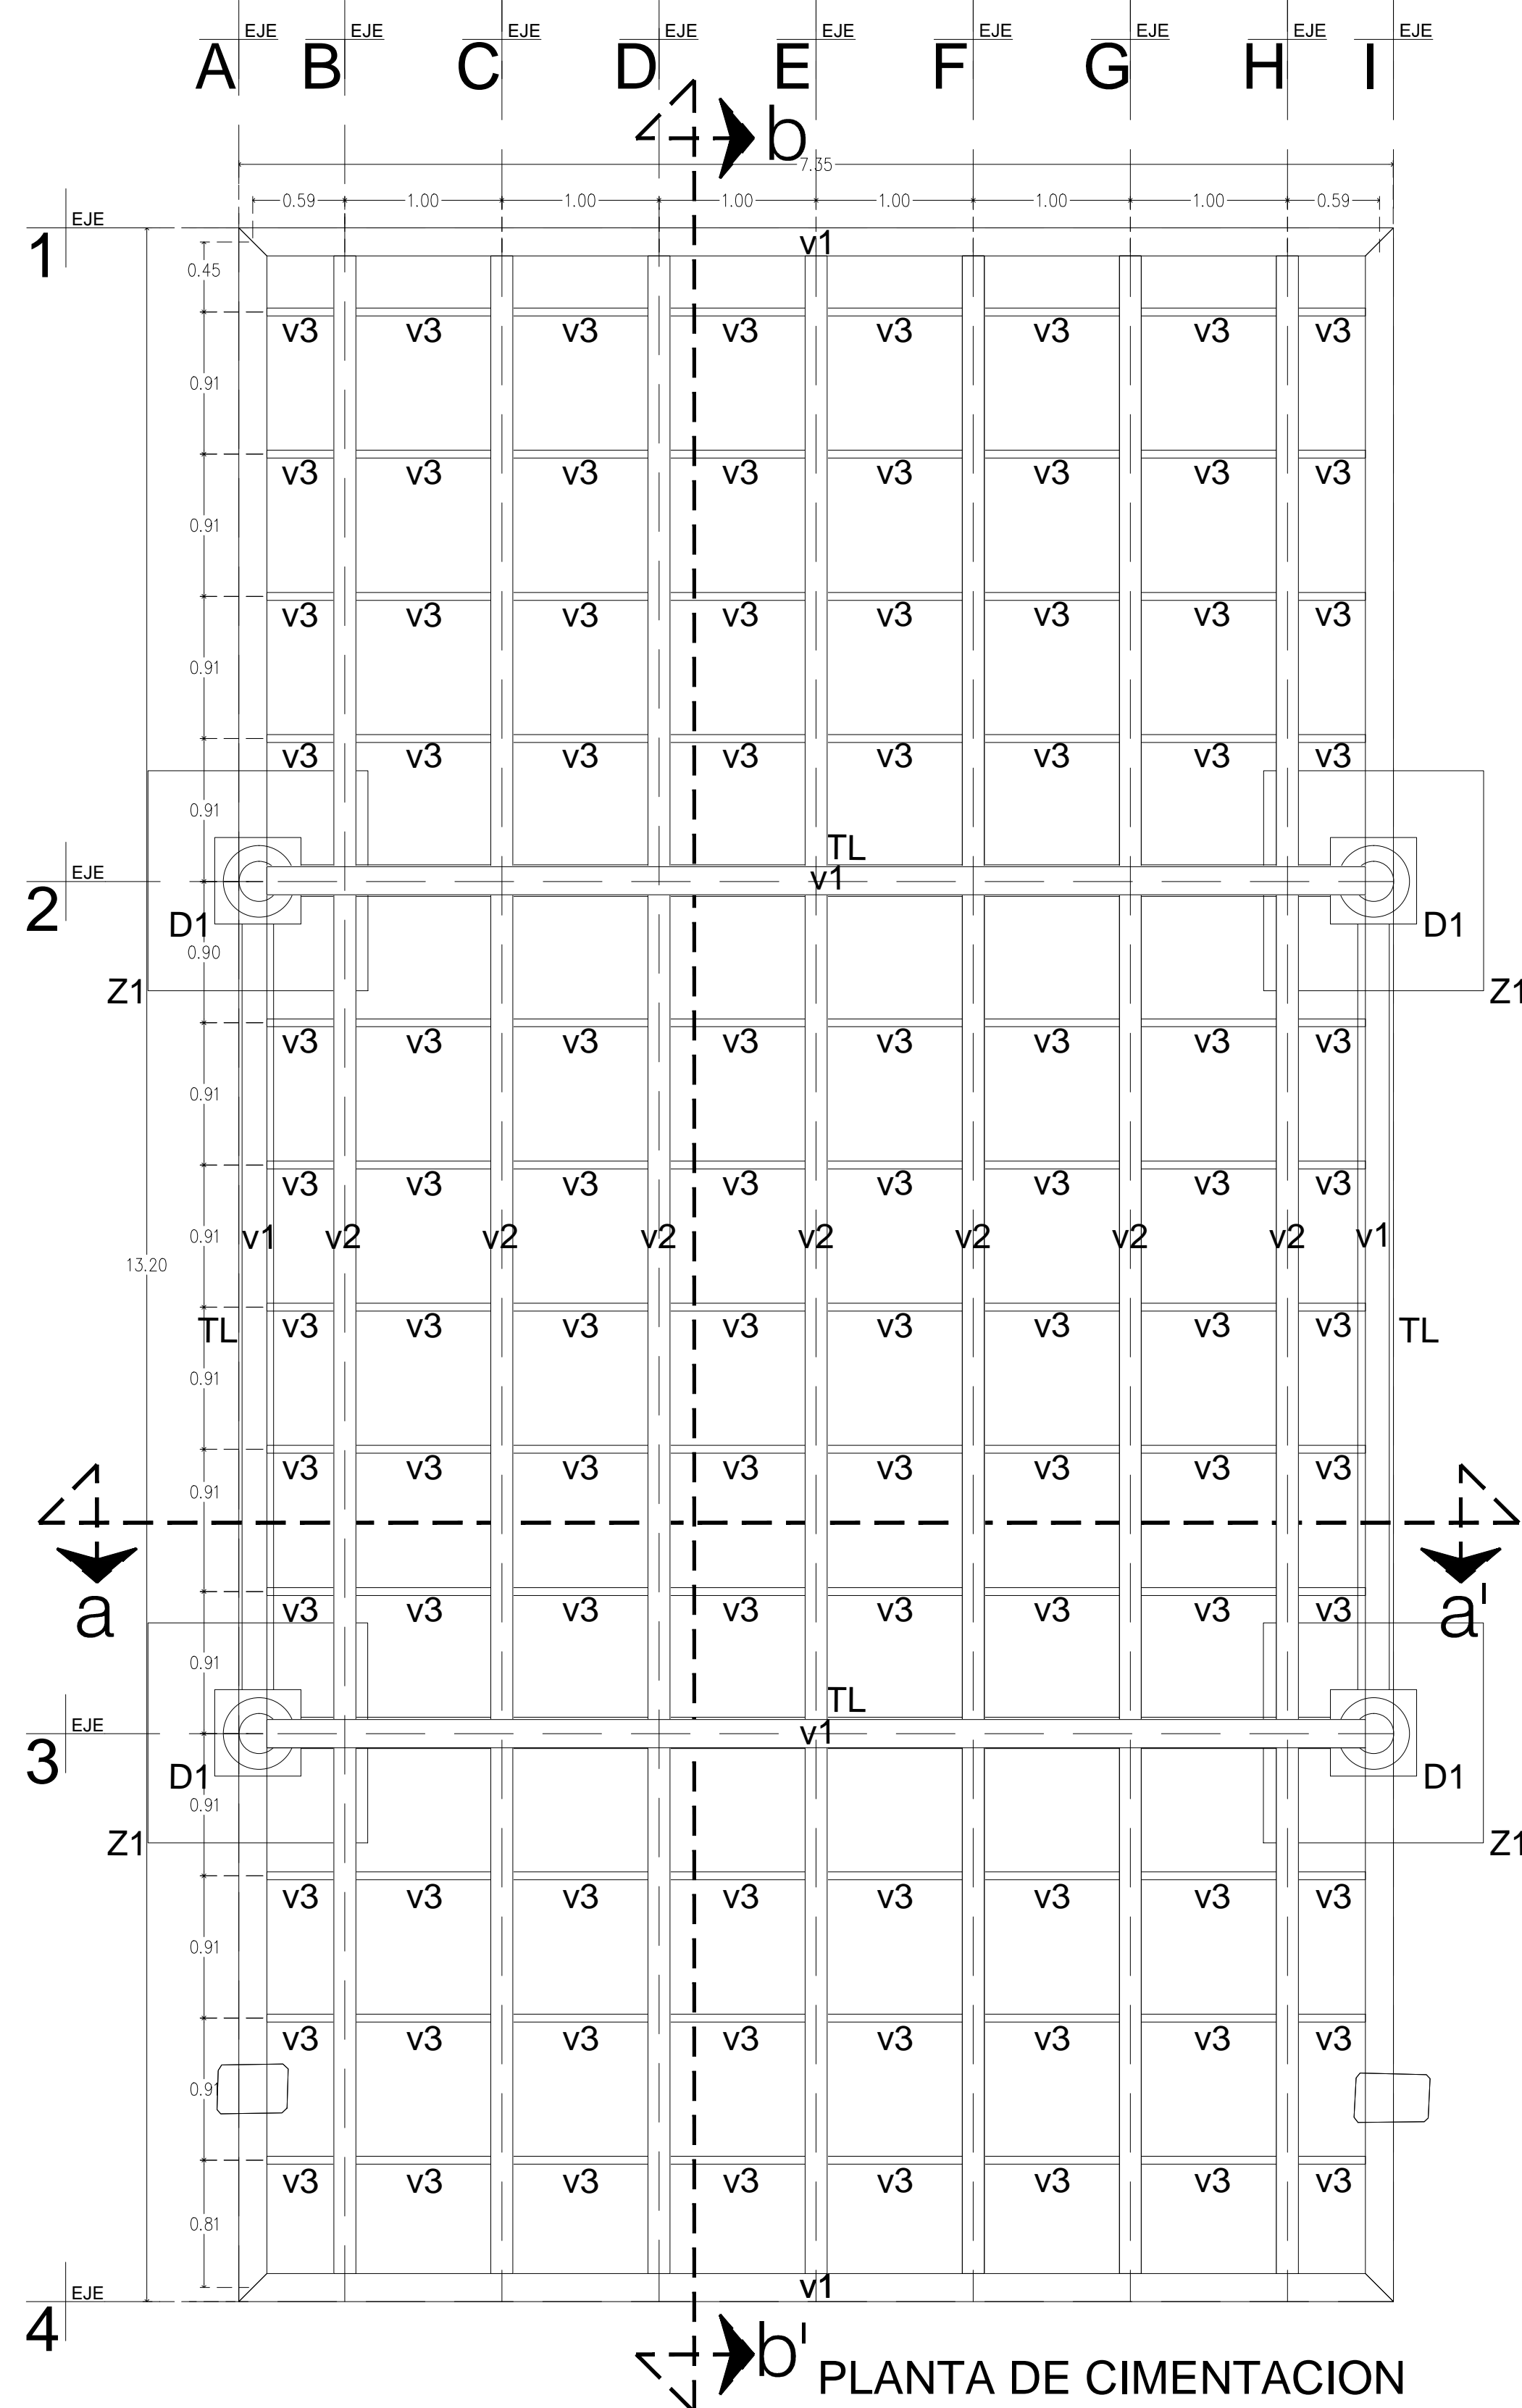 EJE EJE EJE EJE EJE EJE EJE EJE EJE
A B C D E F G H I
b
7.35
0.59 1.00 1.00 1.00 1.00 1.00 1.00 0.59
EJE
1
v1
0.45
v3 v3 v3 v3 v3 v3 v3 v3
0.91
v3 v3 v3 v3 v3 v3 v3 v3
0.91
v3 v3 v3 v3 v3 v3 v3 v3
0.91
v3 v3 v3 v3 v3 v3 v3 v3
0.91
TL
EJE
2
v1
D1 D1
0.90
Z1 Z1
v3 v3 v3 v3 v3 v3 v3 v3
0.91
v3 v3 v3 v3 v3 v3 v3 v3
0.91 v1 v2 v2 v2 v2 v2 v2 v2 v1
13.20
TL v3 v3 v3 v3 v3 v3 v3 v3 TL
0.91
v3 v3 v3 v3 v3 v3 v3 v3
0.91
a a'
v3 v3 v3 v3 v3 v3 v3 v3
0.91
TL
EJE
3
v1
D1 D1
0.91
Z1 Z1
v3 v3 v3 v3 v3 v3 v3 v3
0.91
v3 v3 v3 v3 v3 v3 v3 v3
0.91
v3 v3 v3 v3 v3 v3 v3 v3
0.81
EJE
4
v1
b'
PLANTA DE CIMENTACION